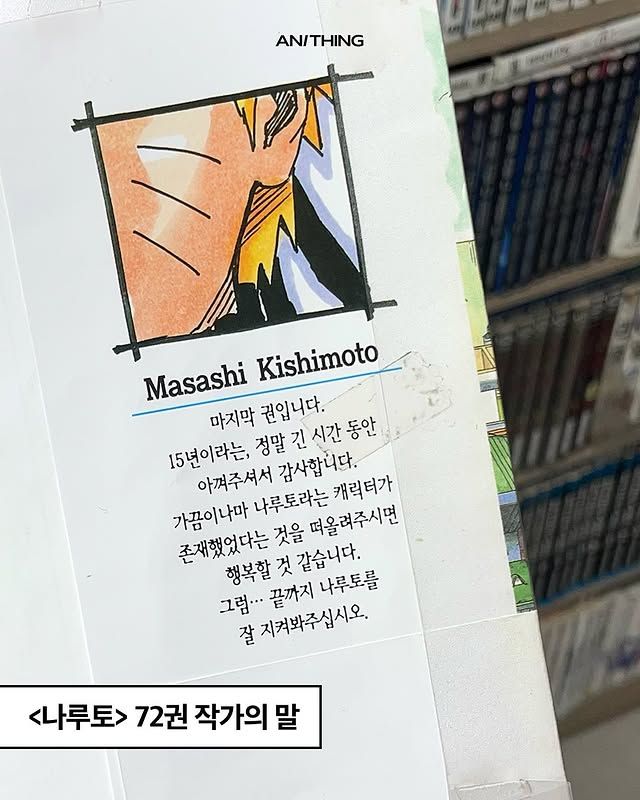 ANITHING
Masashi Kishimoto
마지막 권입니다.
15년이라는, 정말 긴 시간 동안
아껴주셔서 감사합니다.
가끔이나마 나루토라는 캐릭터가
존재했었다는 것을 떠올려주시면
행복할 것 같습니다.
그럼… 끝까지 나루토를
잘 지켜봐주십시오.
<나루토> 72권 작가의 말